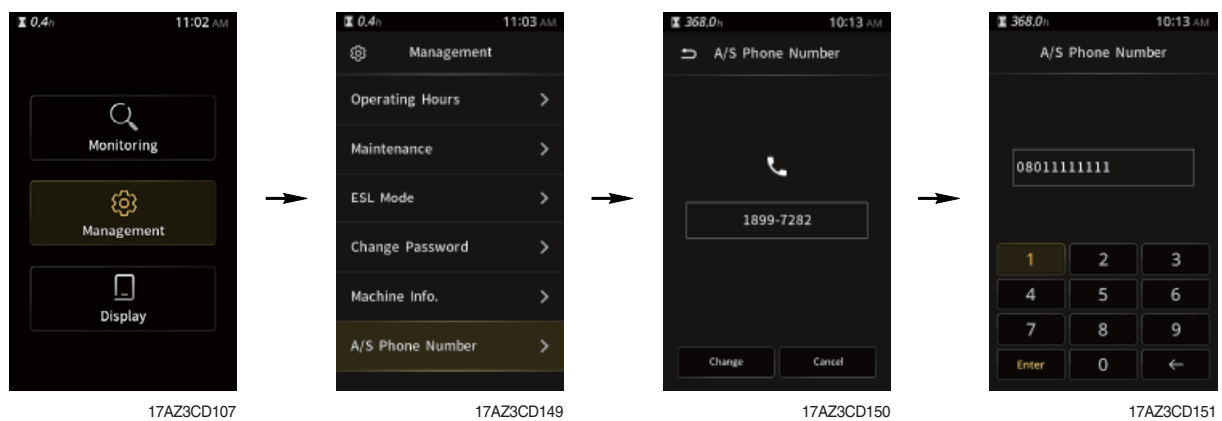 0.4h 11:02 AM
Monitoring
Management
Display
17AZ3CD107
0.4h 11:03 AM
Management
Operating Hours
Maintenance
ESL Mode
Change Password
Machine Info.
A/S Phone Number
17AZ3CD149
368.0h 10:13 AM
A/S Phone Number
1899-7282
Change Cancel
17AZ3CD150
368.0h 10:13 AM
A/S Phone Number
08011111111
1 2 3
4 5 6
7 8 9
Enter 0 ←
17AZ3CD151